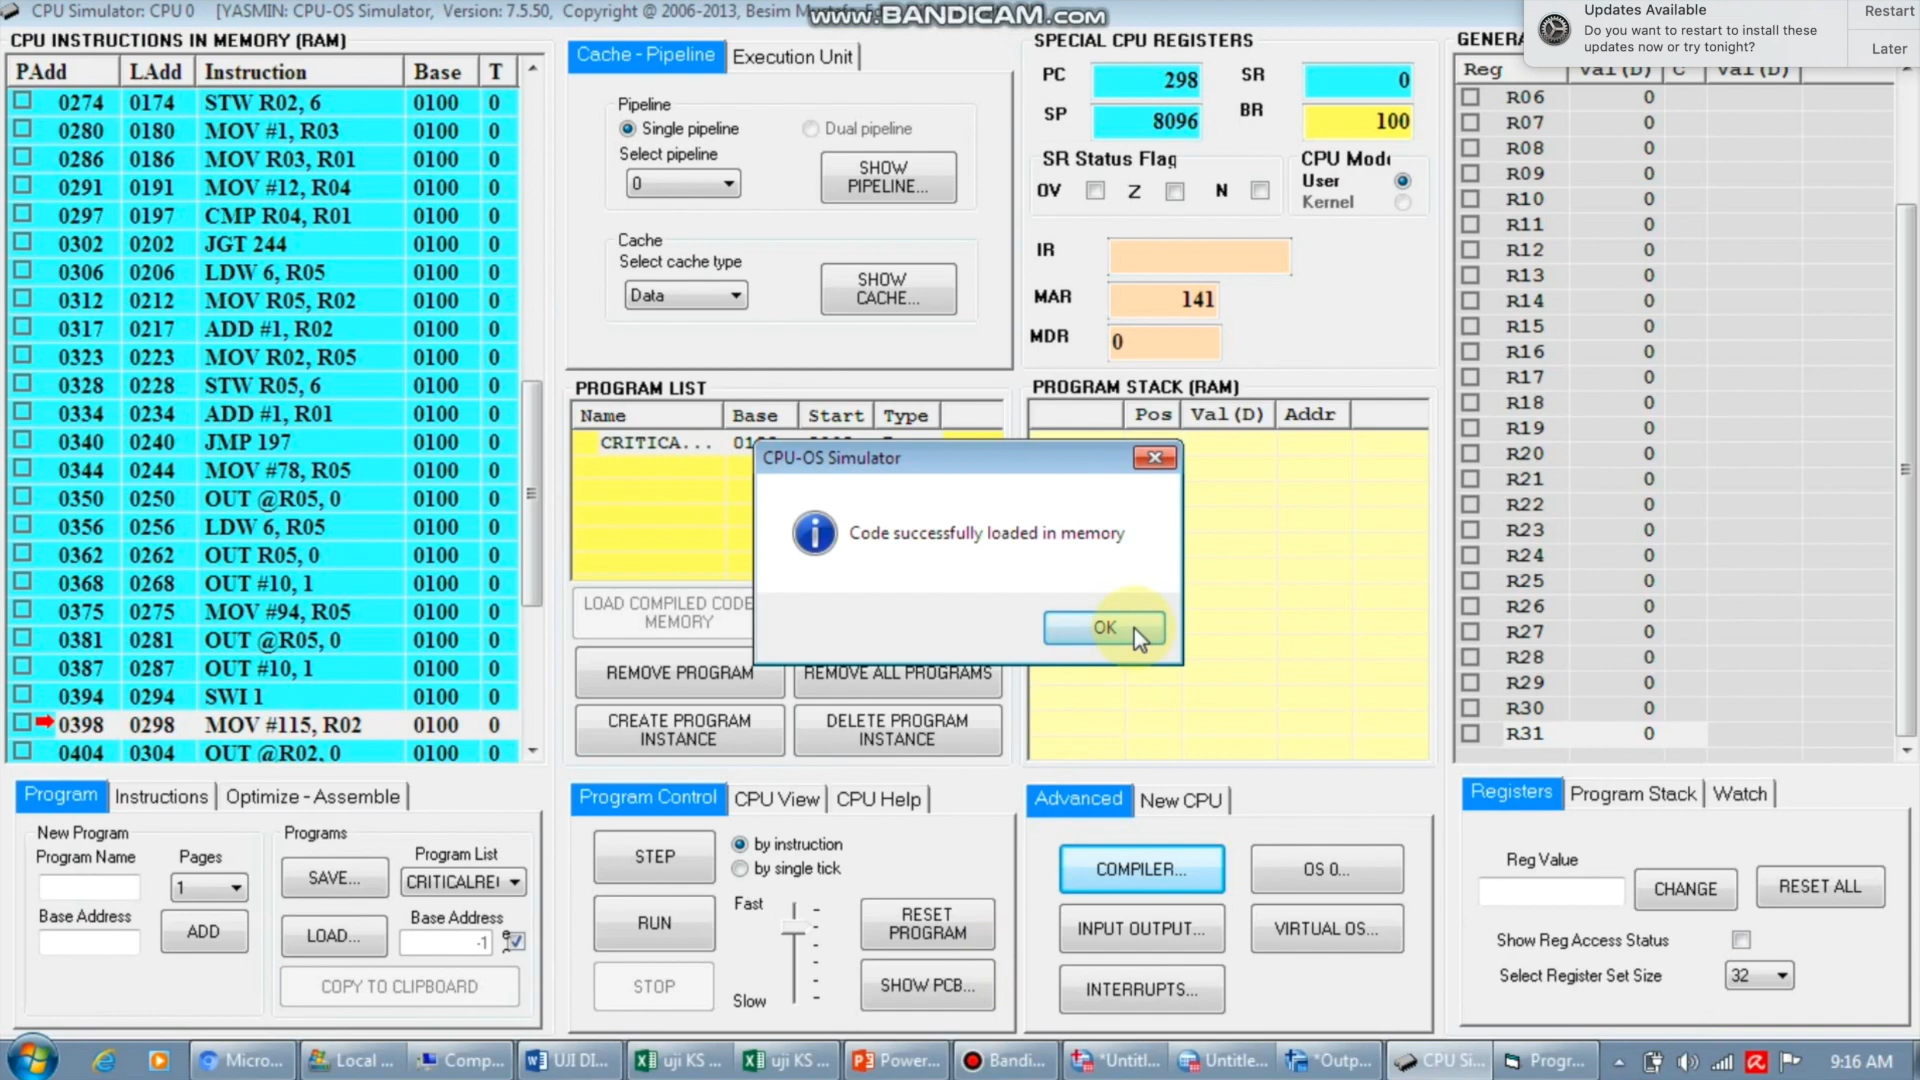 CPU Simulator: CPU 0 [YASMIN: CPU-OS Simulator, Version: 7.5.50, Copyright @ 2006-2013, Besim
www.BANDICAM.com
Updates Available
Do you want to restart to install these
updates now or try tonight?
Restart
Later
CPU INSTRUCTIONS IN MEMORY (RAM)
PAdd LAdd Instruction Base T
0274 0174 STW R02, 6 0100 0
0280 0180 MOV #1, R03 0100 0
0286 0186 MOV R03, R01 0100 0
0291 0191 MOV #12, R04 0100 0
0297 0197 CMP R04, R01 0100 0
0302 0202 JGT 244 0100 0
0306 0206 LDW 6, R05 0100 0
0312 0212 MOV R05, R02 0100 0
0317 0217 ADD #1, R02 0100 0
0323 0223 MOV R02, R05 0100 0
0328 0228 STW R05, 6 0100 0
0334 0234 ADD #1, R01 0100 0
0340 0240 JMP 197 0100 0
0344 0244 MOV #78, R05 0100 0
0350 0250 OUT @R05, 0 0100 0
0356 0256 LDW 6, R05 0100 0
0362 0262 OUT R05, 0 0100 0
0368 0268 OUT #10, 1 0100 0
0375 0275 MOV #94, R05 0100 0
0381 0281 OUT @R05, 0 0100 0
0387 0287 OUT #10, 1 0100 0
0394 0294 SWI 1 0100 0
0398 0298 MOV #115, R02 0100 0
0404 0304 OUT @R02, 0 0100 0
Cache - Pipeline Execution Unit
Pipeline
Single pipeline Dual pipeline
Select pipeline
0
SHOW
PIPELINE...
Cache
Select cache type
Data
SHOW
CACHE...
SPECIAL CPU REGISTERS
PC 298 SR 0
SP 8096 BR 100
SR Status Flag
OV Z N
CPU Mod
User
Kernel
IR
MAR 141
MDR 0
PROGRAM LIST
Name Base Start Type
CRITICA...
PROGRAM STACK (RAM)
Pos Val(D) Addr
CPU-OS Simulator
Code successfully loaded in memory
OK
LOAD COMPILED CODE
MEMORY
REMOVE PROGRAM
REMOVE ALL PROGRAMS
CREATE PROGRAM
INSTANCE
DELETE PROGRAM
INSTANCE
Reg Val(D) C Val(D)
R06 0
R07 0
R08 0
R09 0
R10 0
R11 0
R12 0
R13 0
R14 0
R15 0
R16 0
R17 0
R18 0
R19 0
R20 0
R21 0
R22 0
R23 0
R24 0
R25 0
R26 0
R27 0
R28 0
R29 0
R30 0
R31 0
Program Instructions Optimize - Assemble
New Program
Program Name
Pages
1
Base Address
ADD
Programs
SAVE...
Program List
CRITICALREI
LOAD...
Base Address
-1
COPY TO CLIPBOARD
Program Control CPU View CPU Help
STEP
by instruction
by single tick
RUN
Fast
Slow
STOP
RESET
PROGRAM
SHOW PCB...
Advanced New CPU
COMPILER...
OS 0...
INPUT OUTPUT...
VIRTUAL OS...
INTERRUPTS...
Registers Program Stack Watch
Reg Value
CHANGE
RESET ALL
Show Reg Access Status
Select Register Set Size
32
Micro... Local ... Comp... UJI DI... uji KS ... uji KS ... Power... Bandi... *Untitl... Untitle... *Outp... CPU Si... Progr... 9:16 AM